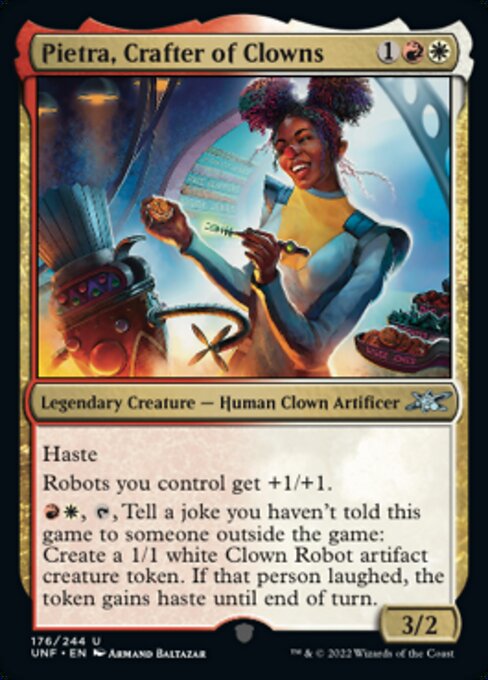 Pietra, Crafter of Clowns 1
Legendary Creature — Human Clown Artificer
Haste
Robots you control get +1/+1.
, , Tell a joke you haven't told this
game to someone outside the game:
Create a 1/1 white Clown Robot artifact
creature token. If that person laughed, the
token gains haste until end of turn.
3/2
176/244 U
UNF • EN Armando Baltazar
™ & © 2022 Wizards of the Coast